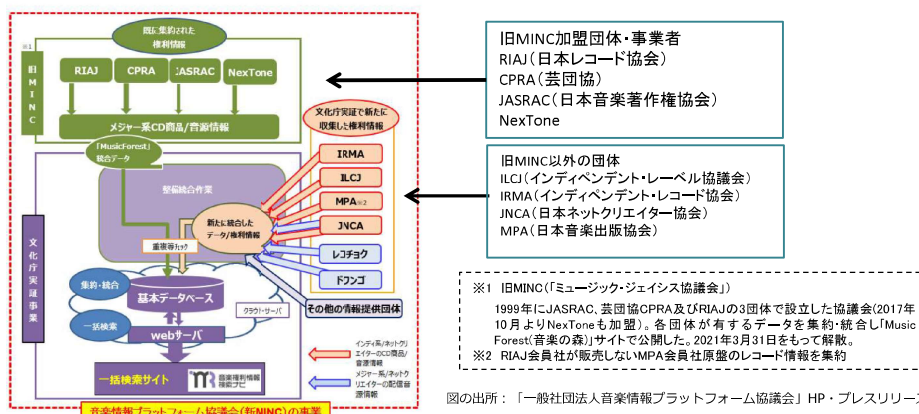 既に集約された
権利情報
※1
旧MINC
RIAJ
CPRA
JASRAC
NexTone
メジャー系CD商品/音源情報
「MusicForest」
統合データ
文化庁実証事業
整備統合作業
新たに統合した
データ/権利情報
重複等チェック
集約・統合
一括検索
基本データベース
クラウド・サーバ
webサーバ
一括検索サイト
音楽権利情報
検索ナビ
文化庁実証で新たに
収集した権利情報
IRMA
ILCJ
MPA※2
JNCA
レコチョク
ドワンゴ
その他の情報提供団体
インディ系/ネットクリ
エイターのCD商品/
音源情報
メジャー系/ネットク
リエイターの配信音
源情報
音楽情報プラットフォーム協議会(新NINC)の事業
旧MINC加盟団体・事業者
RIAJ(日本レコード協会)
CPRA(芸団協)
JASRAC(日本音楽著作権協会)
NexTone
旧MINC以外の団体
ILCJ(インディペンデント・レーベル協議会)
IRMA(インディペンデント・レコード協会)
JNCA(日本ネットクリエイター協会)
MPA(日本音楽出版協会)
※1 旧MINC(「ミュージック・ジェイシス協議会」)
1999年にJASRAC、芸団協CPRA及びRIAJの3団体で設立した協議会(2017年
10月よりNexToneも加盟)。各団体が有するデータを集約・統合し「Music
Forest(音楽の森)」サイトで公開した。2021年3月31日をもって解散。
※2 RIAJ会員社が販売しないMPA会員社原盤のレコード情報を集約
図の出所:「一般社団法人音楽情報プラットフォーム協議会」HP・プレスリリー